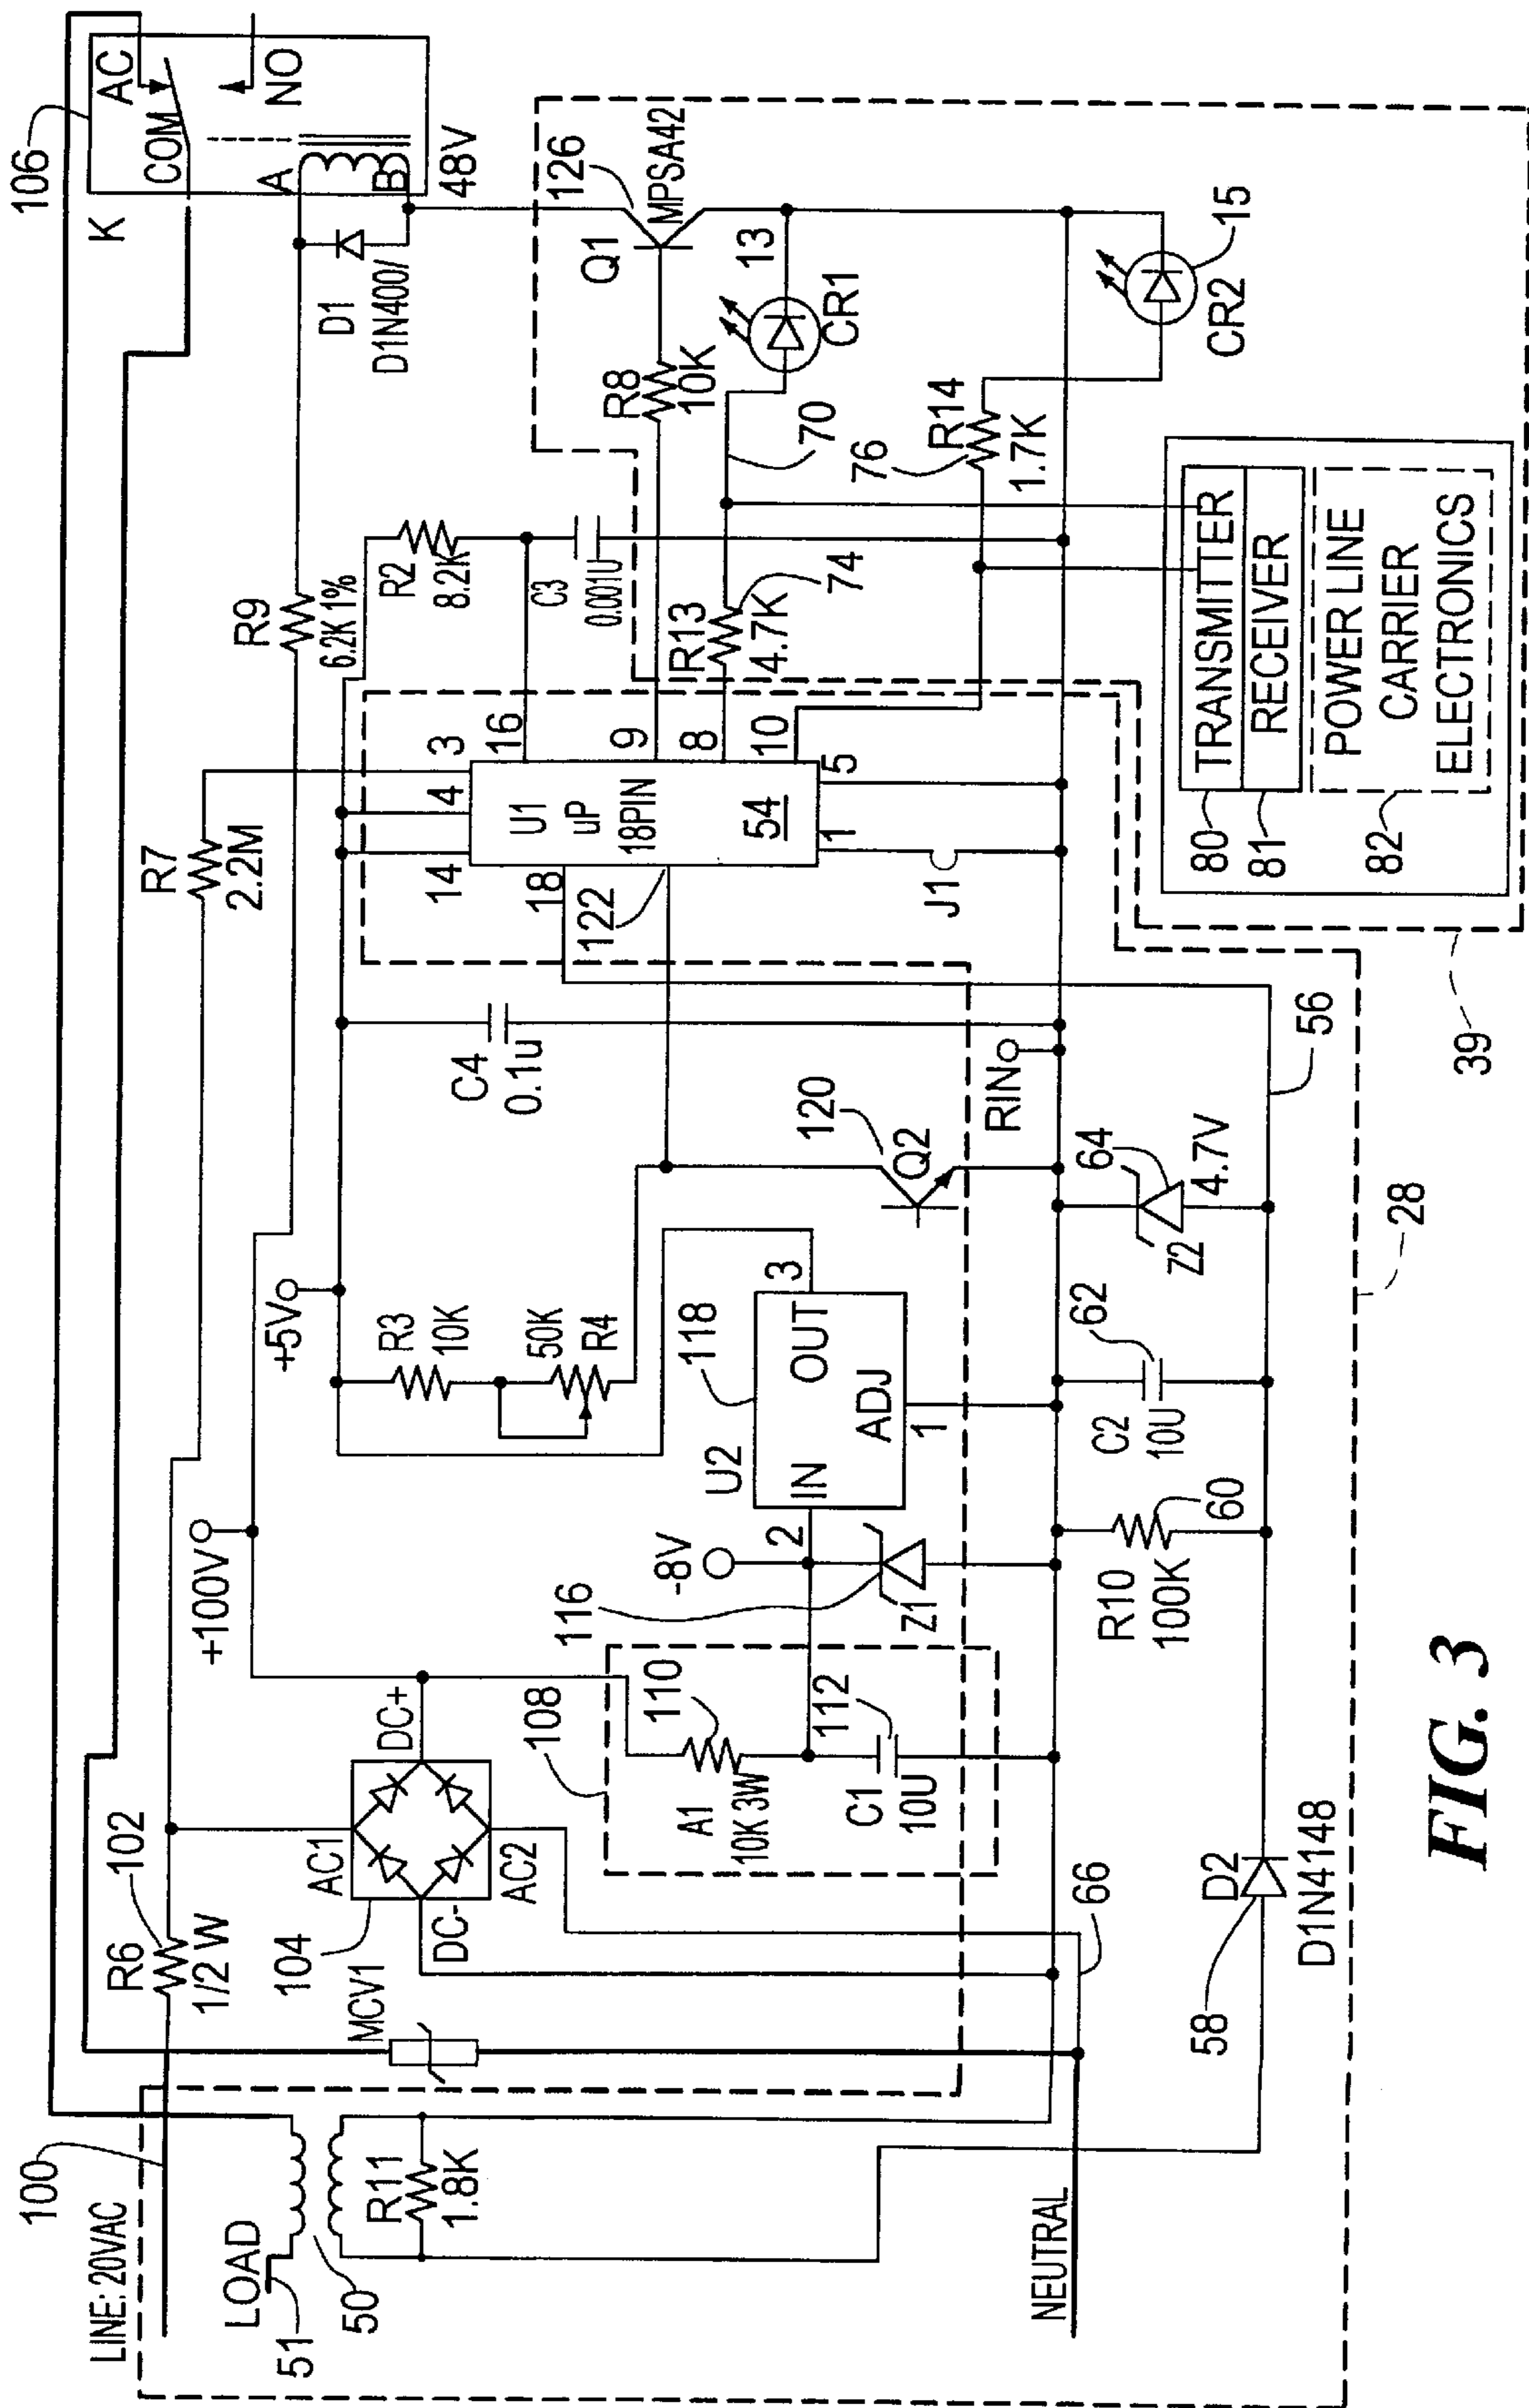 LINE: 20VAC
100
LOAD
51
50
R11
1.8K
NEUTRAL
R6
1/2 W
102
MCV1
104
AC1
AC2
DC-
DC+
66
+100V
108
110
A1
10K 3W
C1
10U
112
116
-8V
Z1
2
U2
IN
OUT
ADJ
1
3
118
+5V
R3
10K
50K
R4
120
Q2
RIN
C4
0.1u
R10
100K
60
C2
10U
62
64
Z2
4.7V
56
58
D2
D1N4148
28
R7
2.2M
14
4
3
18
16
122
U1
uP
18PIN
54
9
8
10
1
5
J1
R9
6.2K 1%
R2
8.2K
C3
0.001U
R8
10K
R13
4.7K
74
70
76
R14
1.7K
106
K
AC
COM
NO
A
B
48V
D1
D1N400/
Q1
MPSA42
126
13
CR1
15
CR2
80
81
82
TRANSMITTER
RECEIVER
POWER LINE
CARRIER
ELECTRONICS
39
FIG. 3